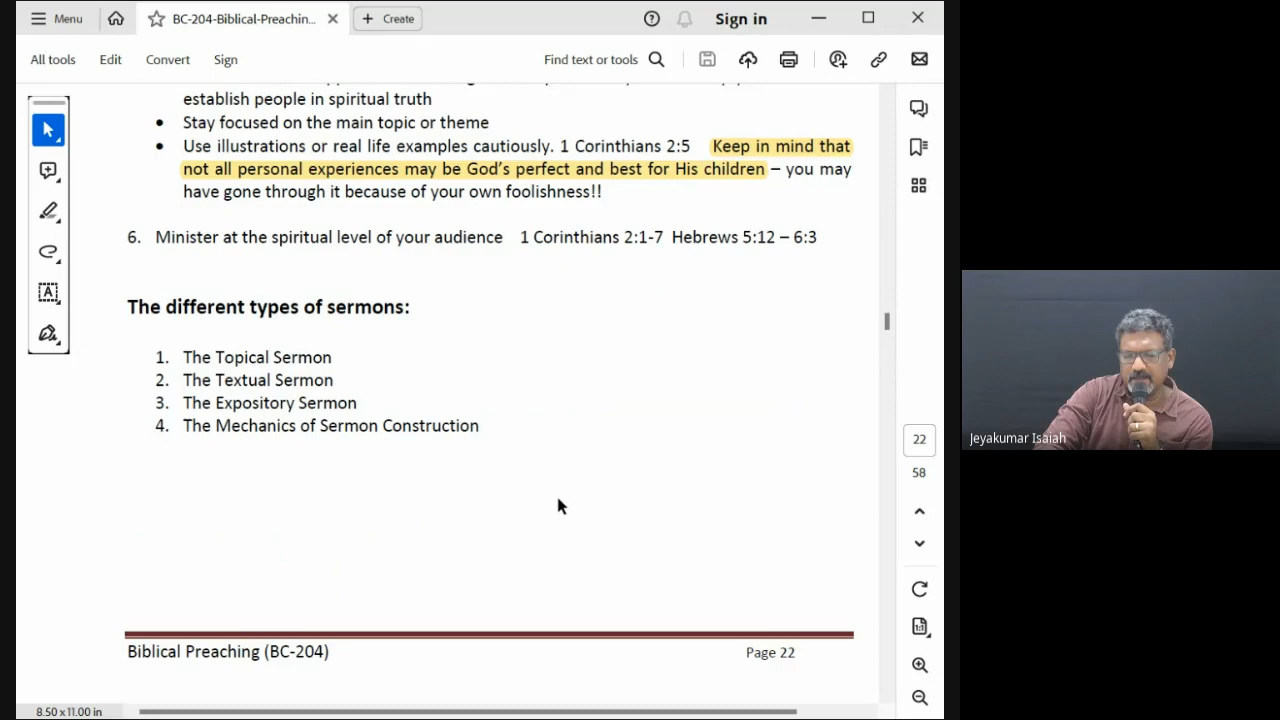 Menu
BC-204-Biblical-Preachin...
Create
Sign in
All tools
Edit
Convert
Sign
Find text or tools
establish people in spiritual truth
• Stay focused on the main topic or theme
• Use illustrations or real life examples cautiously. 1 Corinthians 2:5 Keep in mind that
not all personal experiences may be God's perfect and best for His children – you may
have gone through it because of your own foolishness!!
6. Minister at the spiritual level of your audience 1 Corinthians 2:1-7 Hebrews 5:12 – 6:3
The different types of sermons:
1. The Topical Sermon
2. The Textual Sermon
3. The Expository Sermon
4. The Mechanics of Sermon Construction
Biblical Preaching (BC-204)
Page 22
8.50 x 11.00 in
22
58
Jeyakumar Isaiah